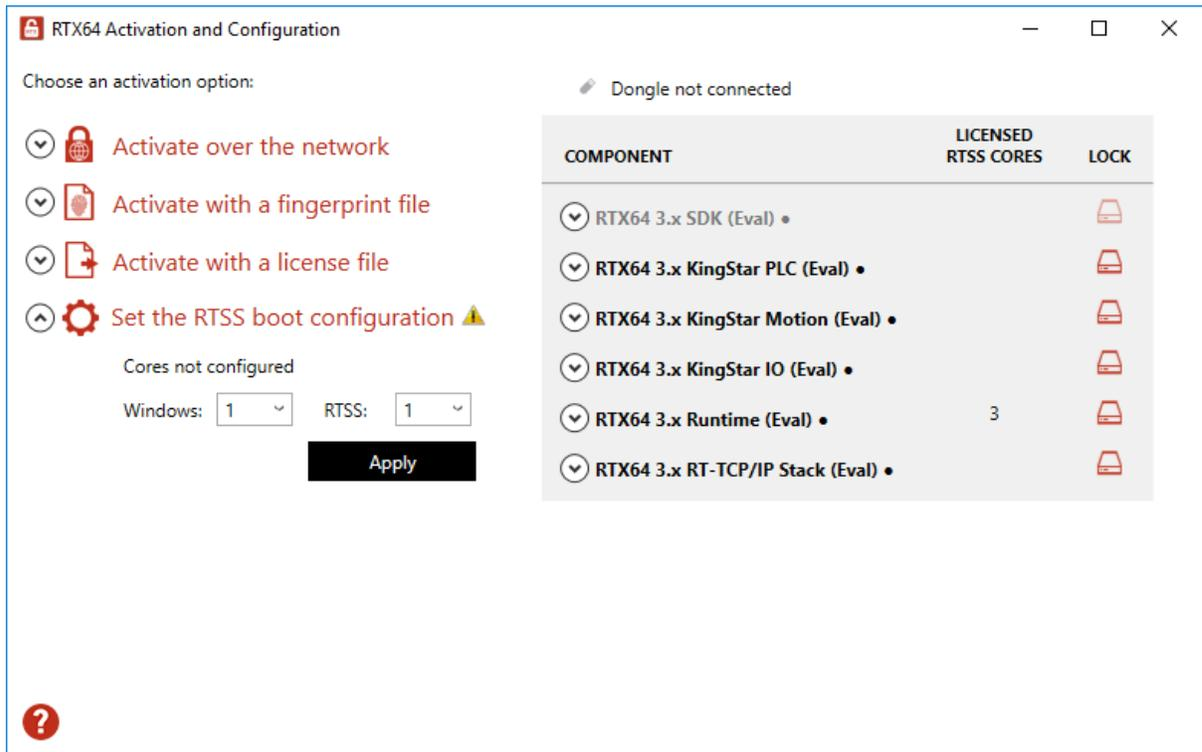 RTX64 Activation and Configuration
Choose an activation option:
Activate over the network
Activate with a fingerprint file
Activate with a license file
Set the RTSS boot configuration
Cores not configured
Windows: 1 RTSS: 1
Apply
Dongle not connected
COMPONENT LICENSED RTSS CORES LOCK
RTX64 3.x SDK (Eval) •
RTX64 3.x KingStar PLC (Eval) •
RTX64 3.x KingStar Motion (Eval) •
RTX64 3.x KingStar IO (Eval) •
RTX64 3.x Runtime (Eval) • 3
RTX64 3.x RT-TCP/IP Stack (Eval) •
?